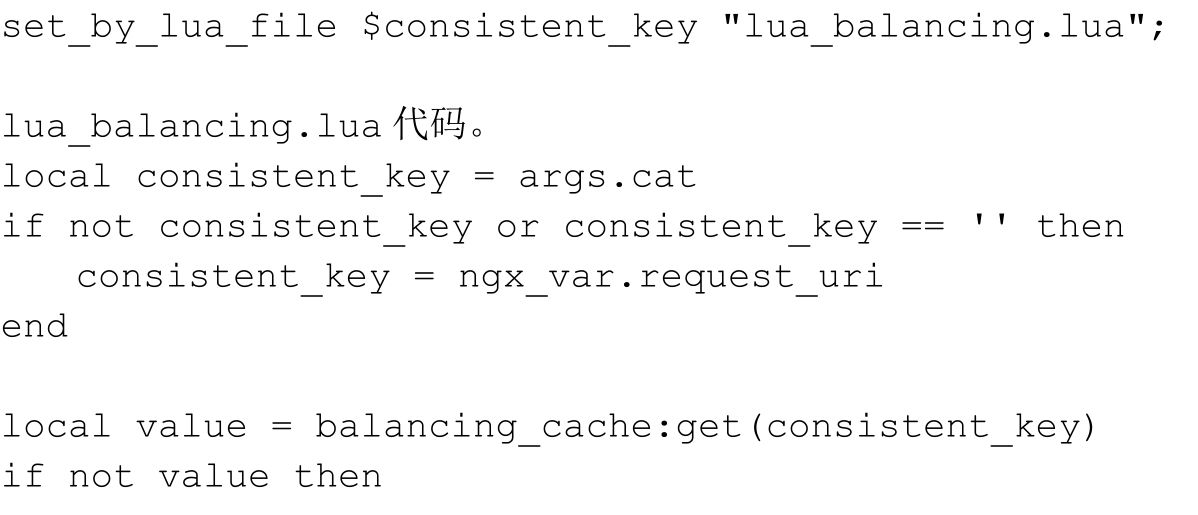 set_by_lua_file $consistent_key "lua_balancing.lua";
lua_balancing.lua 代码。
local consistent_key = args.cat
if not consistent_key or consistent_key == '' then
consistent_key = ngx_var.request_uri
end
local value = balancing_cache:get(consistent_key)
if not value then